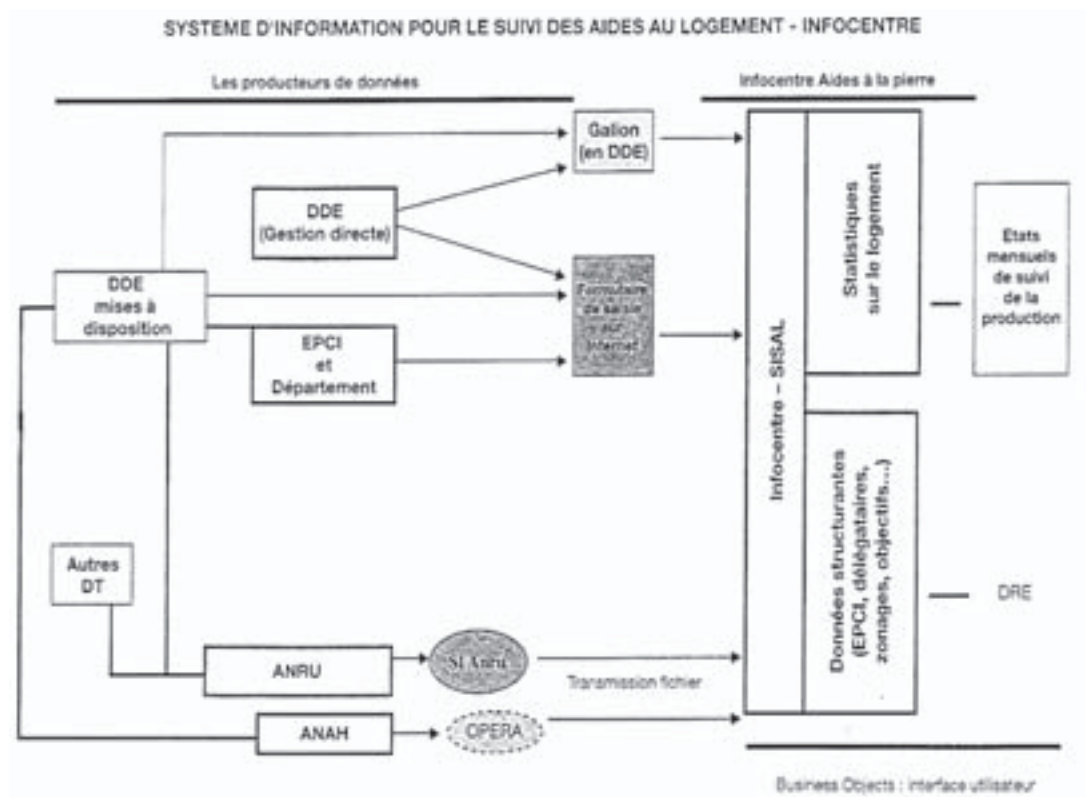 SYSTEME D'INFORMATION POUR LE SUIVI DES AIDES AU LOGEMENT - INFOCENTRE
Les producteurs de données
Infocentre Aides à la pierre
Galion
(en DDE)
DDE
(Gestion directe)
DDE
mises à
disposition
Formulaire
de saisie
sur
Internet
EPCI
et
Département
Infocentre – SISAL
Statistiques
sur le logement
Etats
mensuels
de suivi
de la
production
Données structurantes
(EPCI, délégataires,
zonages, objectifs...)
DRE
Autres
DT
ANRU
SI Anru
Transmission fichier
ANAH
OPERA
Business Objects : interface utilisateur